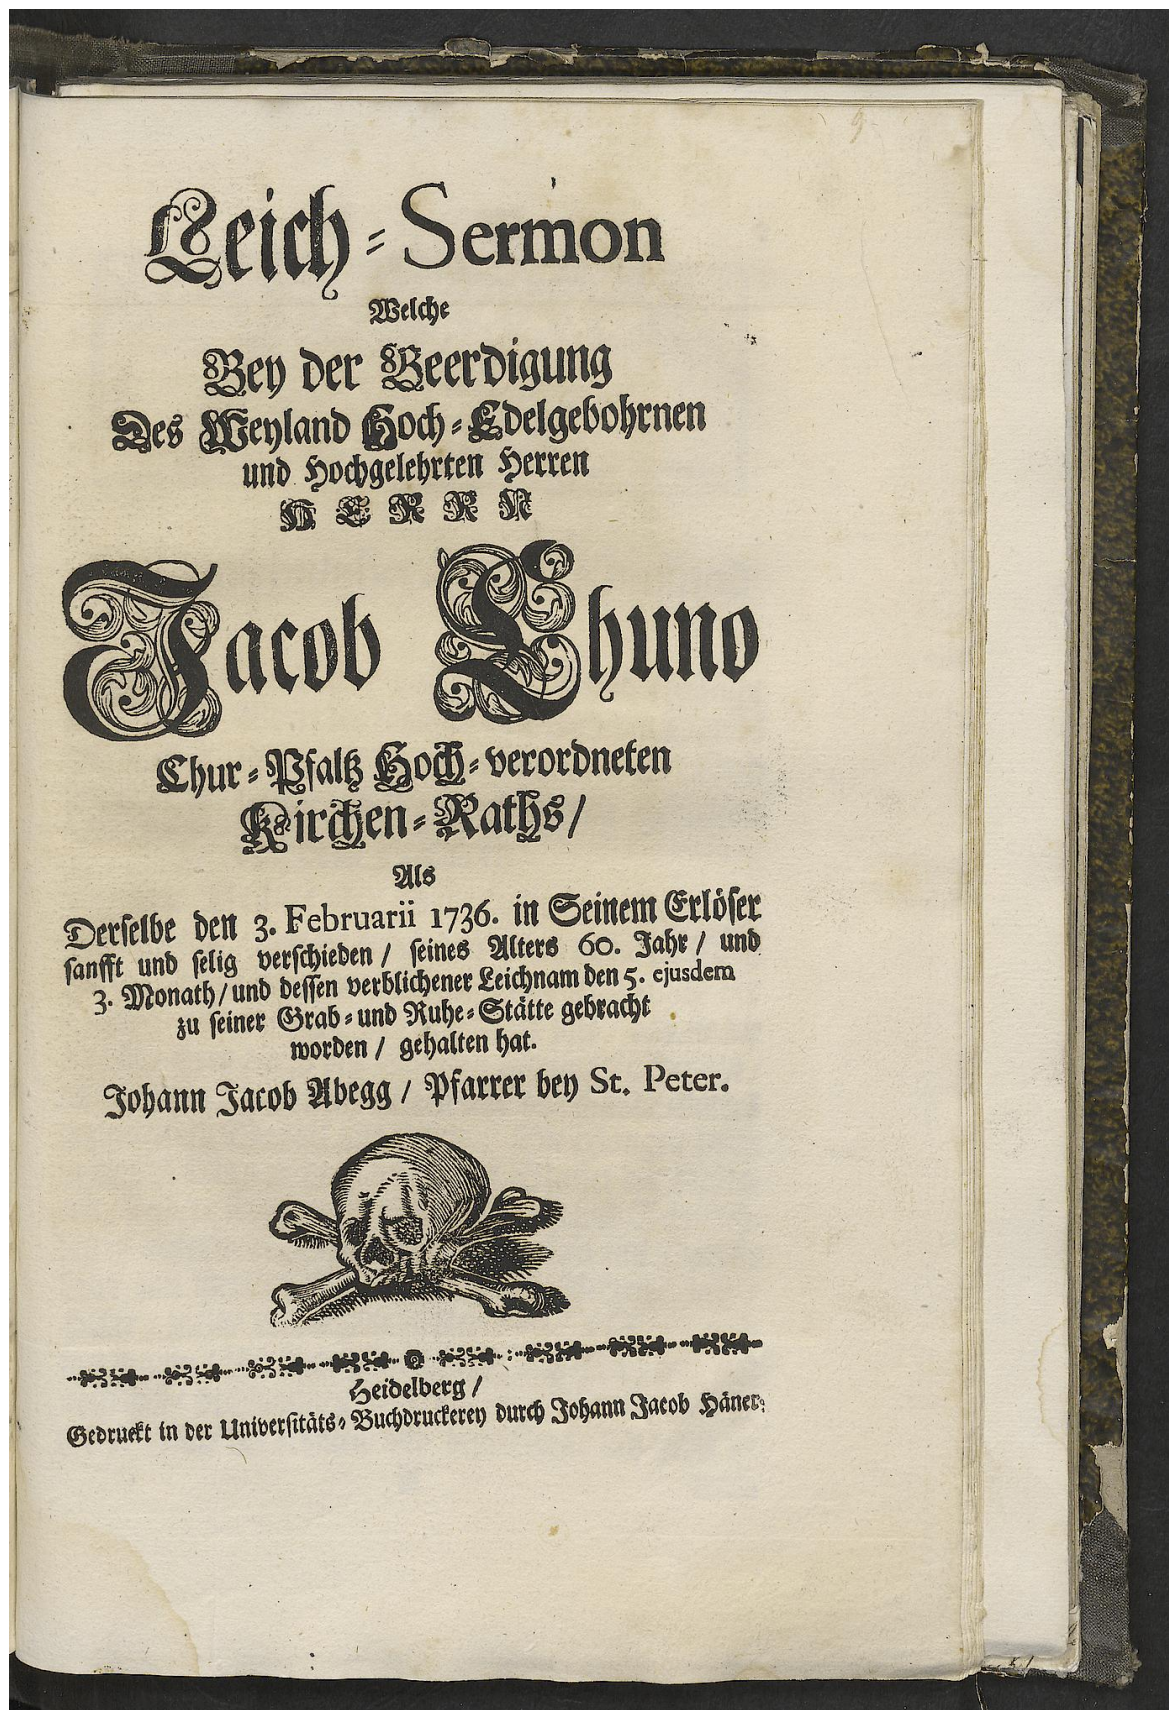 9
Leich-Sermon
Welche
Bey der Beerdigung
Des Weyland Hoch-Edelgebohrnen
und Hochgelehrten Herren
HERRN
Jacob Chuno
Chur-Pfaltz Hoch-verordneten
Kirchen-Raths/
Als
Derselbe den 3. Februarii 1736. in Seinem Erlöser
sanfft und selig verschieden / seines Alters 60. Jahr / und
3. Monath / und dessen verblichener Leichnam den 5. ejusdem
zu seiner Grab-und Ruhe-Stätte gebracht
worden / gehalten hat.
Johann Jacob Abegg / Pfarrer bey St. Peter.
Heidelberg /
Gedruckt in der Universitäts-Buchdruckerey durch Johann Jacob Häner.